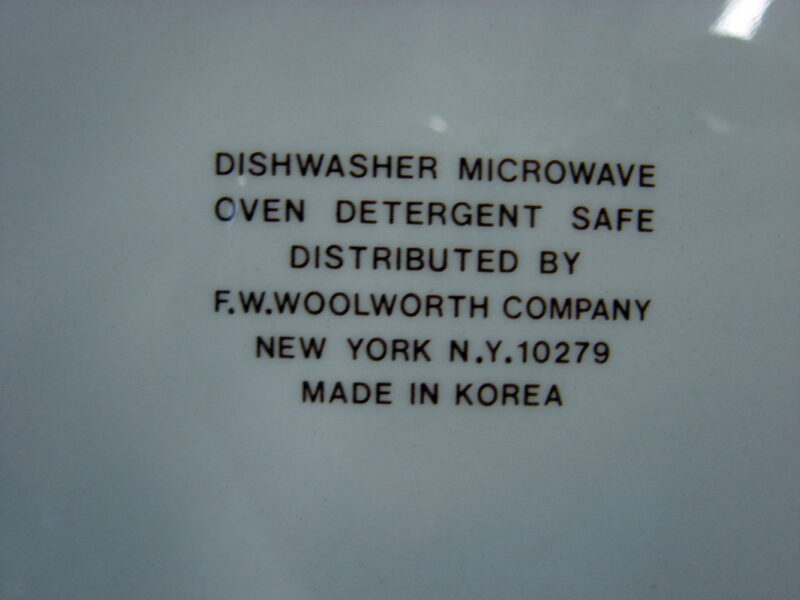 DISHWASHER MICROWAVE
OVEN DETERGENT SAFE
DISTRIBUTED BY
F.W.WOOLWORTH COMPANY
NEW YORK N.Y.10279
MADE IN KOREA